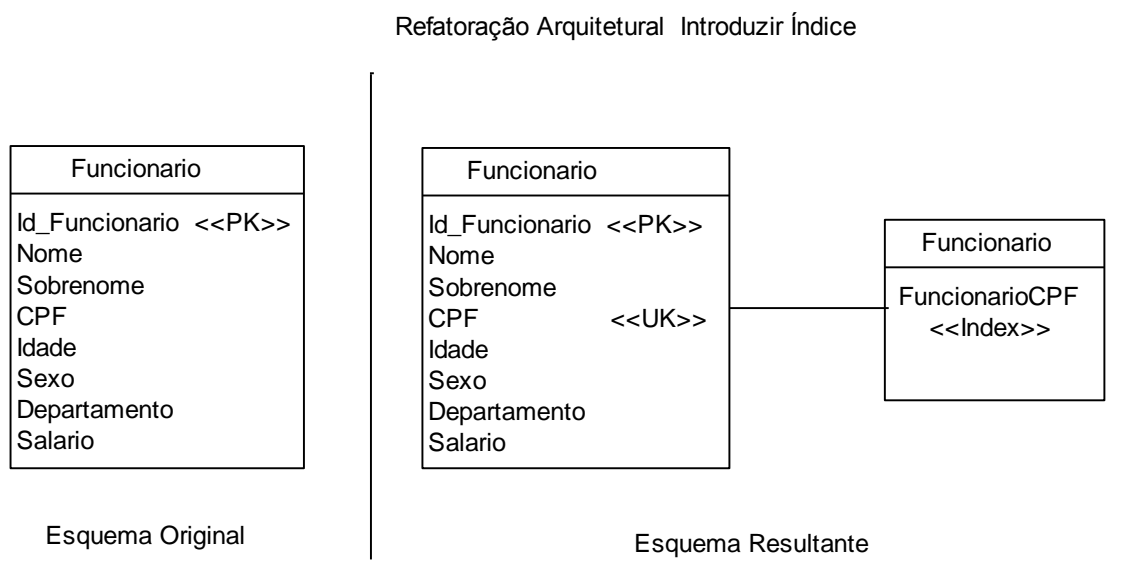 Refatoração Arquitetural  Introduzir Índice
Funcionario
Id_Funcionario <<PK>>
Nome
Sobrenome
CPF
Idade
Sexo
Departamento
Salario
Esquema Original
Funcionario
Id_Funcionario <<PK>>
Nome
Sobrenome
CPF <<UK>>
Idade
Sexo
Departamento
Salario
Funcionario
FuncionarioCPF
<<Index>>
Esquema Resultante